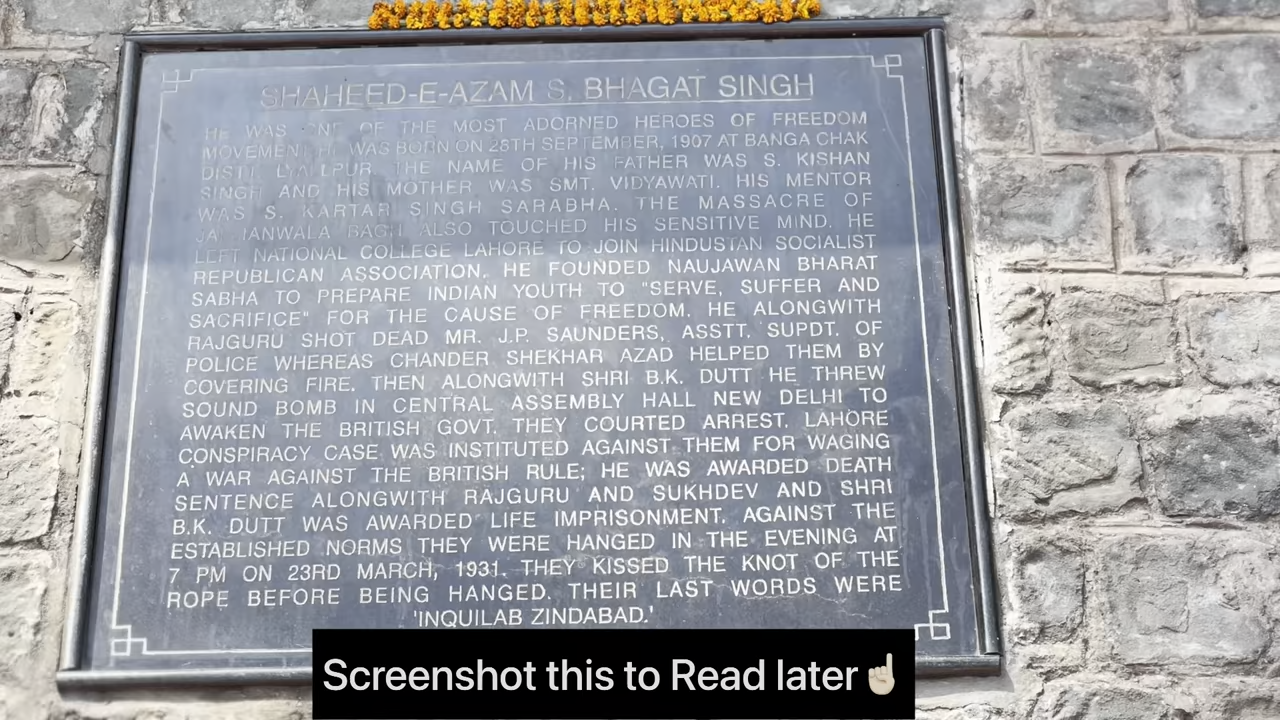 SHAHEED-E-AZAM S. BHAGAT SINGH
HE WAS ONE OF THE MOST ADORNED HEROES OF FREEDOM
MOVEMENT. HE WAS BORN ON 28TH SEPTEMBER, 1907 AT BANGA CHAK
DISTT. LYALLPUR. THE NAME OF HIS FATHER WAS S. KISHAN
SINGH AND HIS MOTHER WAS SMT. VIDYAWATI. HIS MENTOR
WAS S. KARTAR SINGH SARABHA. THE MASSACRE OF
JALLIANWALA BAGH ALSO TOUCHED HIS SENSITIVE MIND. HE
LEFT NATIONAL COLLEGE LAHORE TO JOIN HINDUSTAN SOCIALIST
REPUBLICAN ASSOCIATION. HE FOUNDED NAUJAWAN BHARAT
SABHA TO PREPARE INDIAN YOUTH TO "SERVE, SUFFER AND
SACRIFICE" FOR THE CAUSE OF FREEDOM. HE ALONGWITH
RAJGURU SHOT DEAD MR. J.P. SAUNDERS, ASSTT. SUPDT. OF
POLICE WHEREAS CHANDER SHEKHAR AZAD HELPED THEM BY
COVERING FIRE. THEN ALONGWITH SHRI B.K. DUTT HE THREW
SOUND BOMB IN CENTRAL ASSEMBLY HALL NEW DELHI TO
AWAKEN THE BRITISH GOVT. THEY COURTED ARREST. LAHORE
CONSPIRACY CASE WAS INSTITUTED AGAINST THEM FOR WAGING
A WAR AGAINST THE BRITISH RULE; HE WAS AWARDED DEATH
SENTENCE ALONGWITH RAJGURU AND SUKHDEV AND SHRI
B.K. DUTT WAS AWARDED LIFE IMPRISONMENT. AGAINST THE
ESTABLISHED NORMS THEY WERE HANGED IN THE EVENING AT
7 PM ON 23RD MARCH, 1931. THEY KISSED THE KNOT OF THE
ROPE BEFORE BEING HANGED. THEIR LAST WORDS WERE
'INQUILAB ZINDABAD.'
Screenshot this to Read later☝🏻